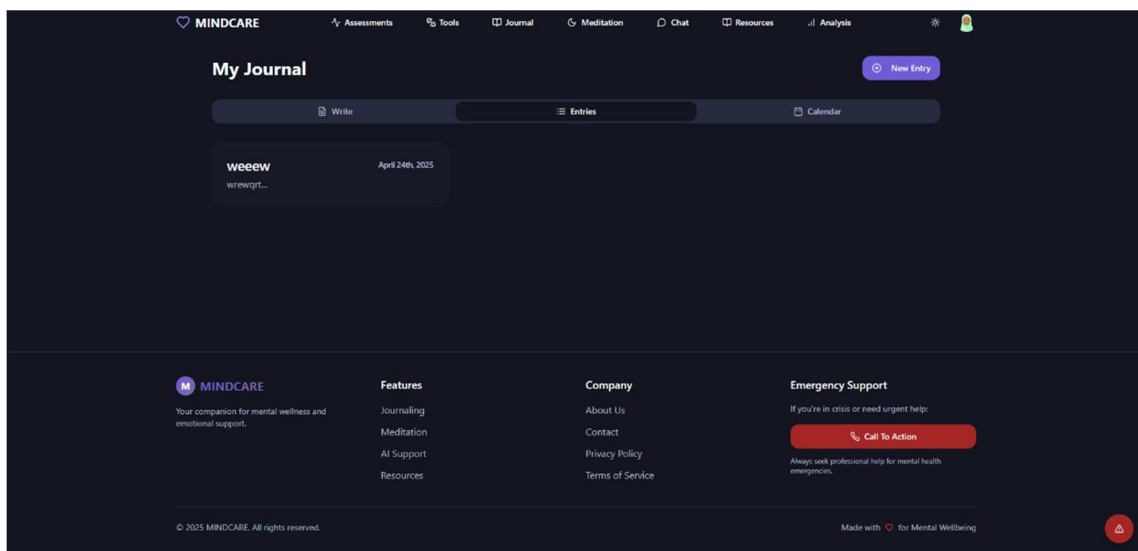 MINDCARE
Assessments
Tools
Journal
Meditation
Chat
Resources
Analysis
My Journal
New Entry
Write
Entries
Calendar
weeew
April 24th, 2025
wrewqrt...
M MINDCARE
Your companion for mental wellness and
emotional support.
Features
Journaling
Meditation
AI Support
Resources
Company
About Us
Contact
Privacy Policy
Terms of Service
Emergency Support
If you're in crisis or need urgent help:
Call To Action
Always seek professional help for mental health
emergencies.
© 2025 MINDCARE. All rights reserved.
Made with ♡ for Mental Wellbeing